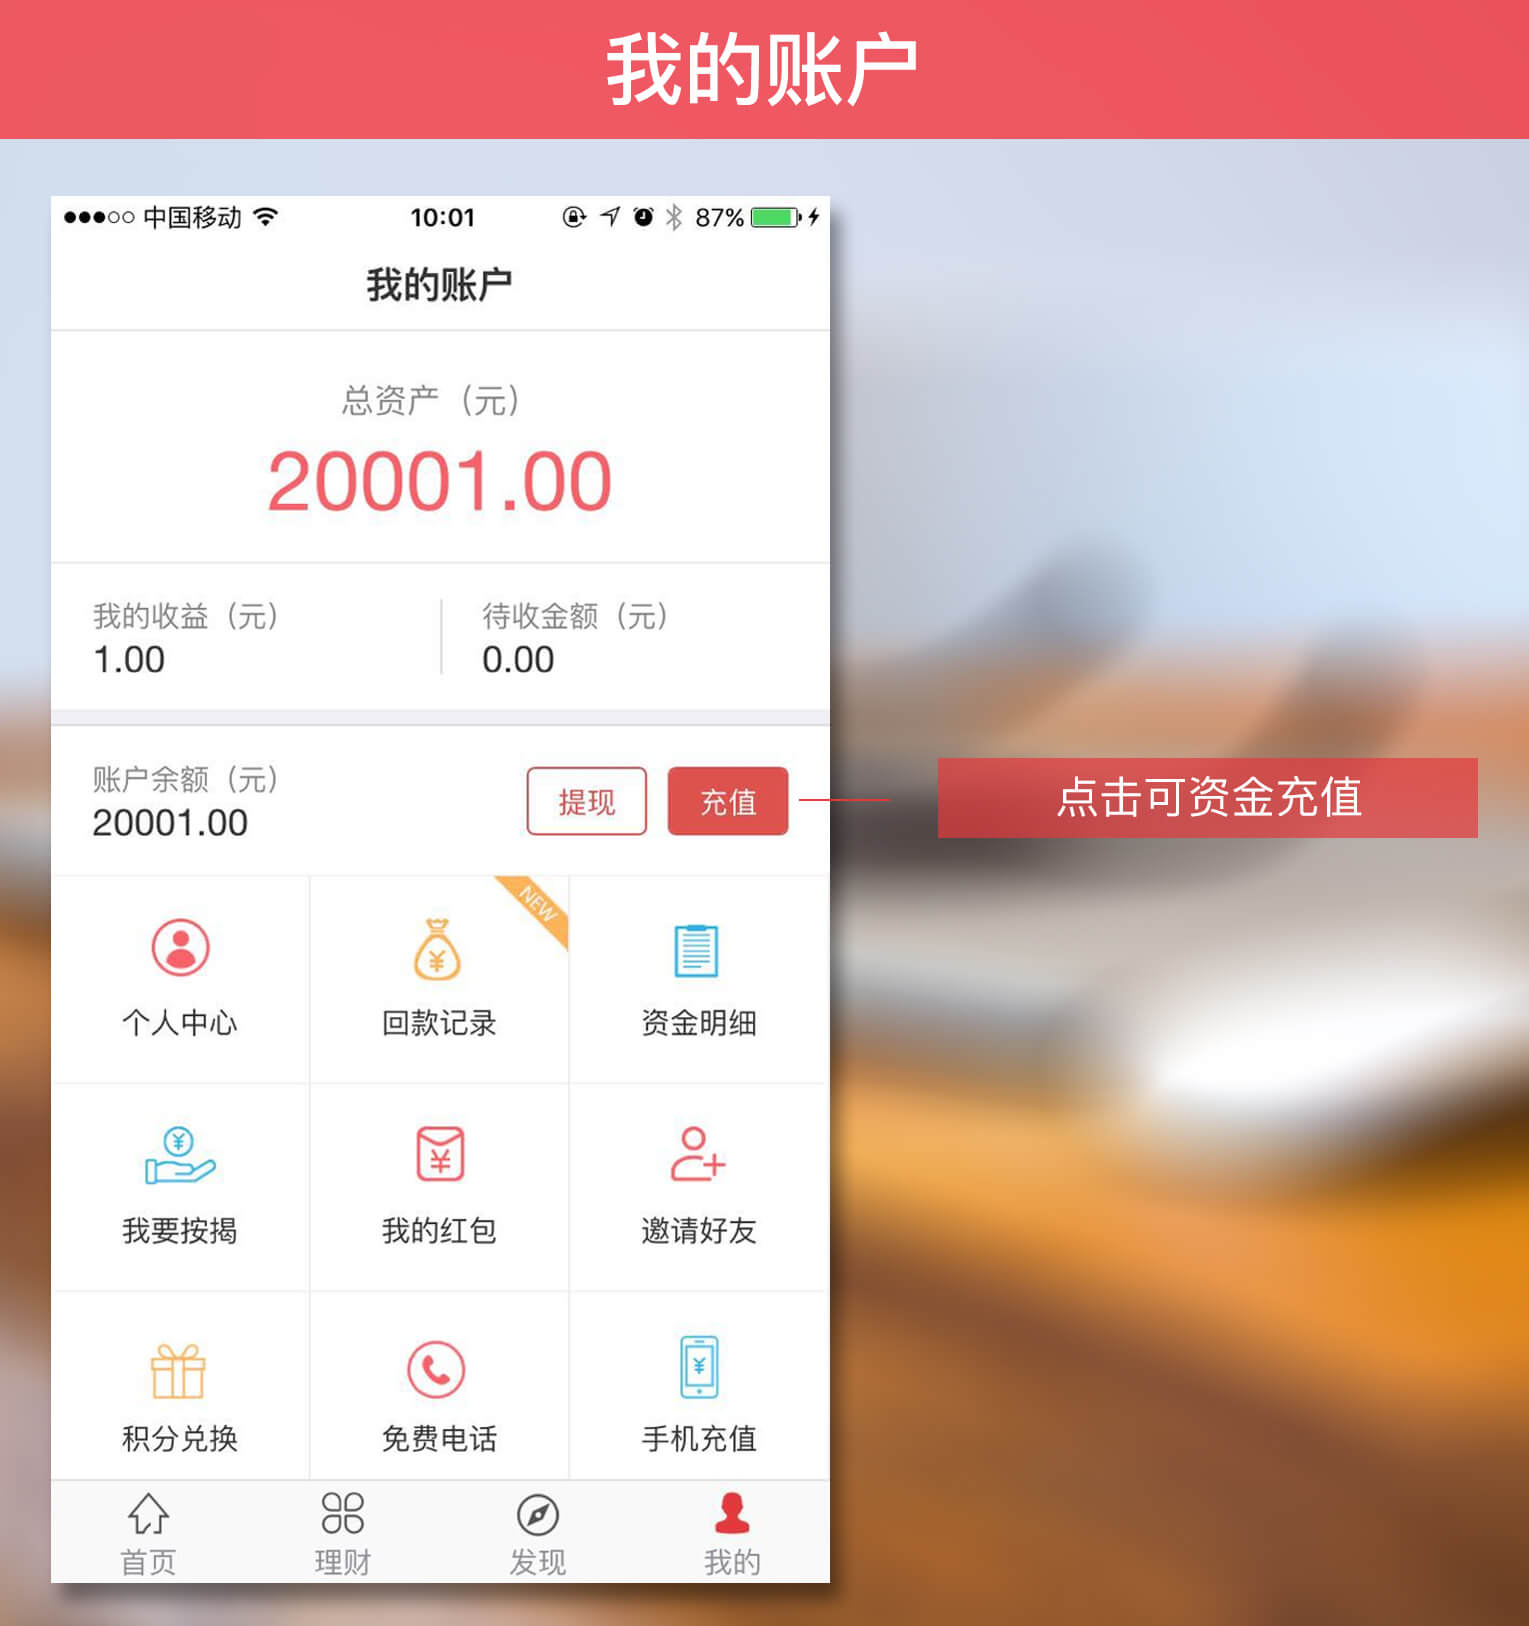 我的账户
中国移动 10:01 87%
我的账户
总资产（元）
20001.00
我的收益（元） 待收金额（元）
1.00 0.00
账户余额（元）
20001.00
提现 充值
点击可资金充值
NEW
个人中心 回款记录 资金明细
¥
我要按揭 我的红包 邀请好友
¥ ¥
积分兑换 免费电话 手机充值
¥
首页 理财 发现 我的